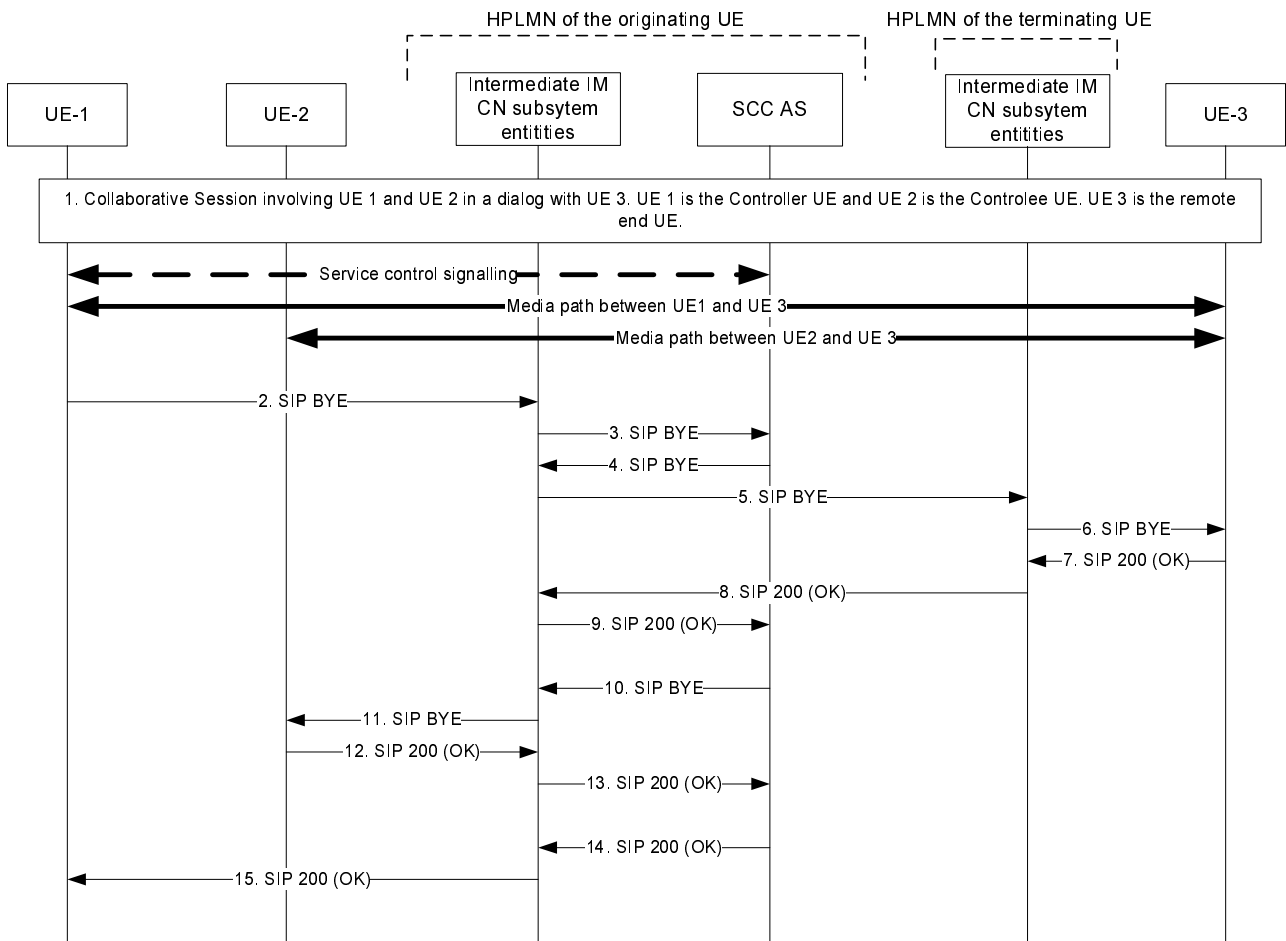 HPLMN of the originating UE
HPLMN of the terminating UE
UE-1
UE-2
Intermediate IM
CN subsytem
entitities
SCC AS
Intermediate IM
CN subsytem
entitities
UE-3
1. Collaborative Session involving UE 1 and UE 2 in a dialog with UE 3. UE 1 is the Controller UE and UE 2 is the Controlee UE. UE 3 is the remote
end UE.
Service control signalling
Media path between UE1 and UE 3
Media path between UE2 and UE 3
2. SIP BYE
3. SIP BYE
4. SIP BYE
5. SIP BYE
6. SIP BYE
7. SIP 200 (OK)
8. SIP 200 (OK)
9. SIP 200 (OK)
10. SIP BYE
11. SIP BYE
12. SIP 200 (OK)
13. SIP 200 (OK)
14. SIP 200 (OK)
15. SIP 200 (OK)